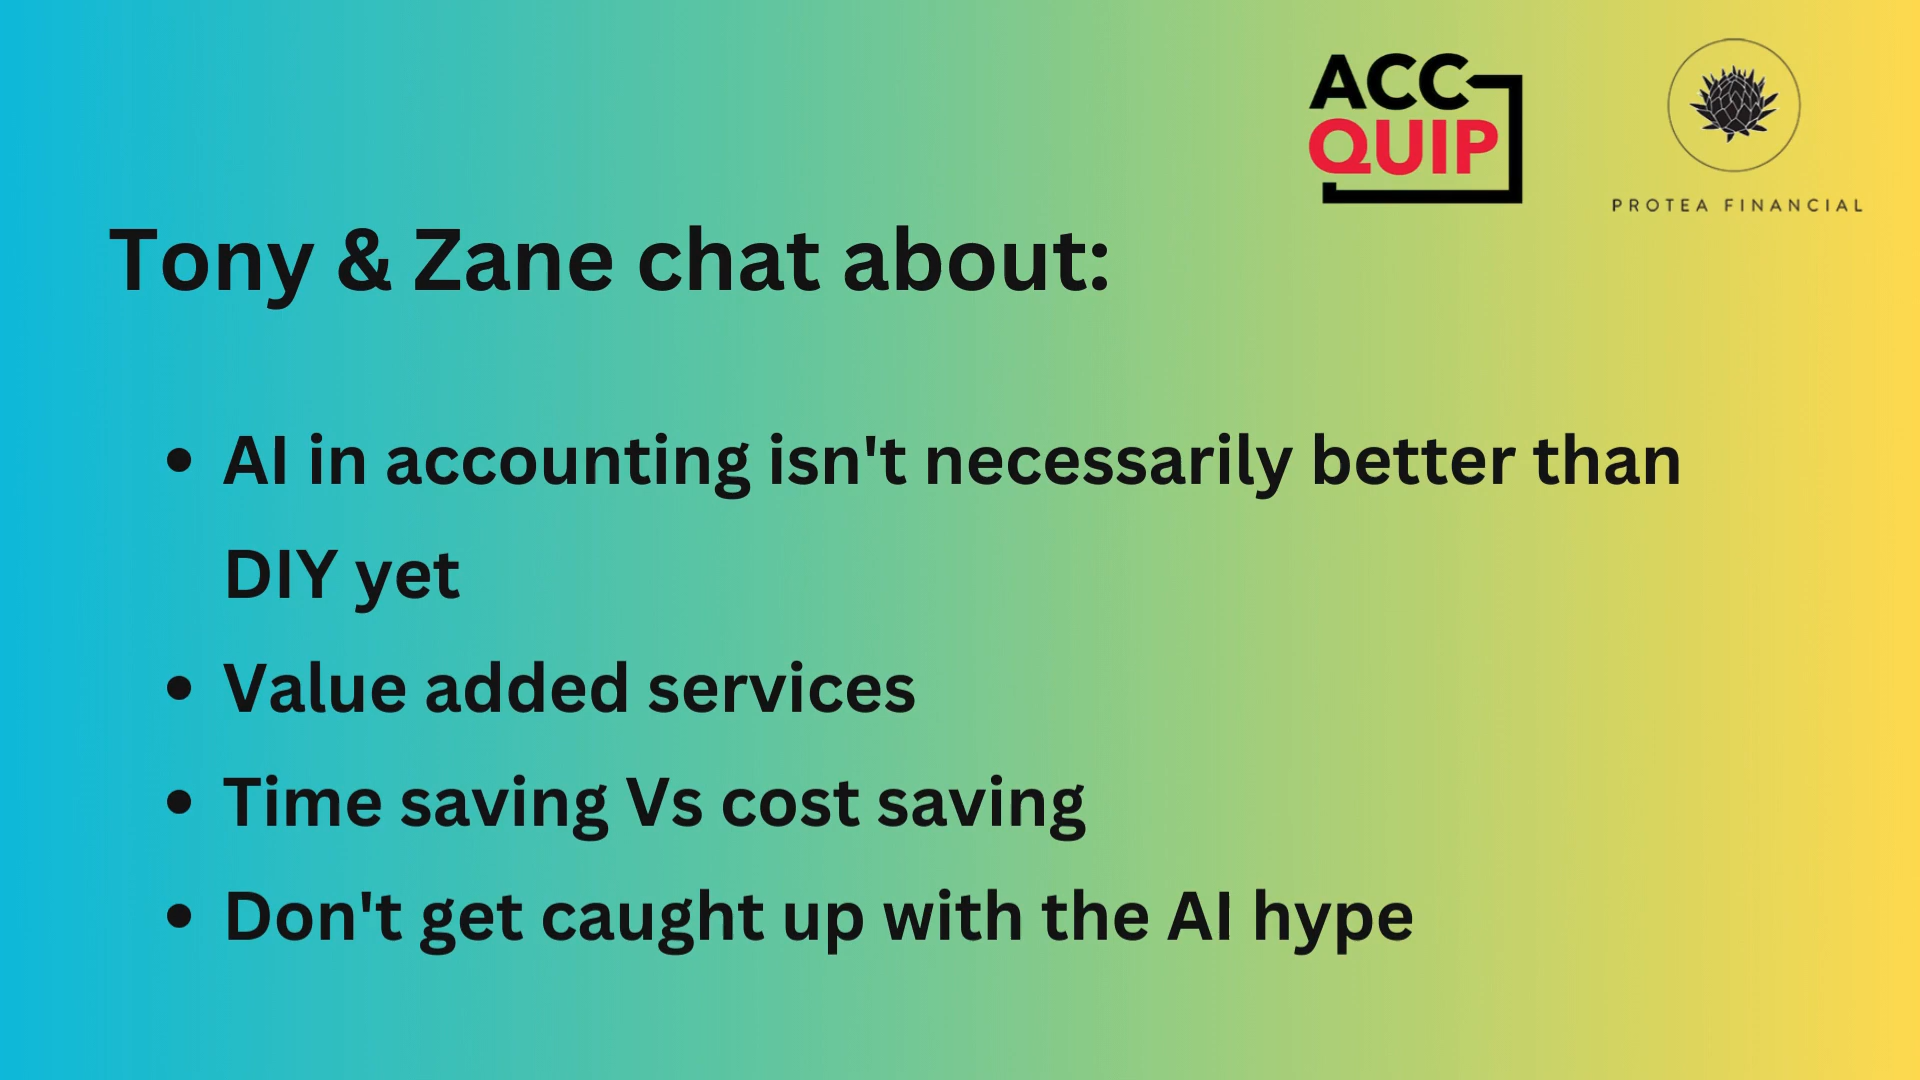 ACC
QUIP
PROTEA FINANCIAL
Tony & Zane chat about:
• AI in accounting isn't necessarily better than
DIY yet
• Value added services
• Time saving Vs cost saving
• Don't get caught up with the AI hype